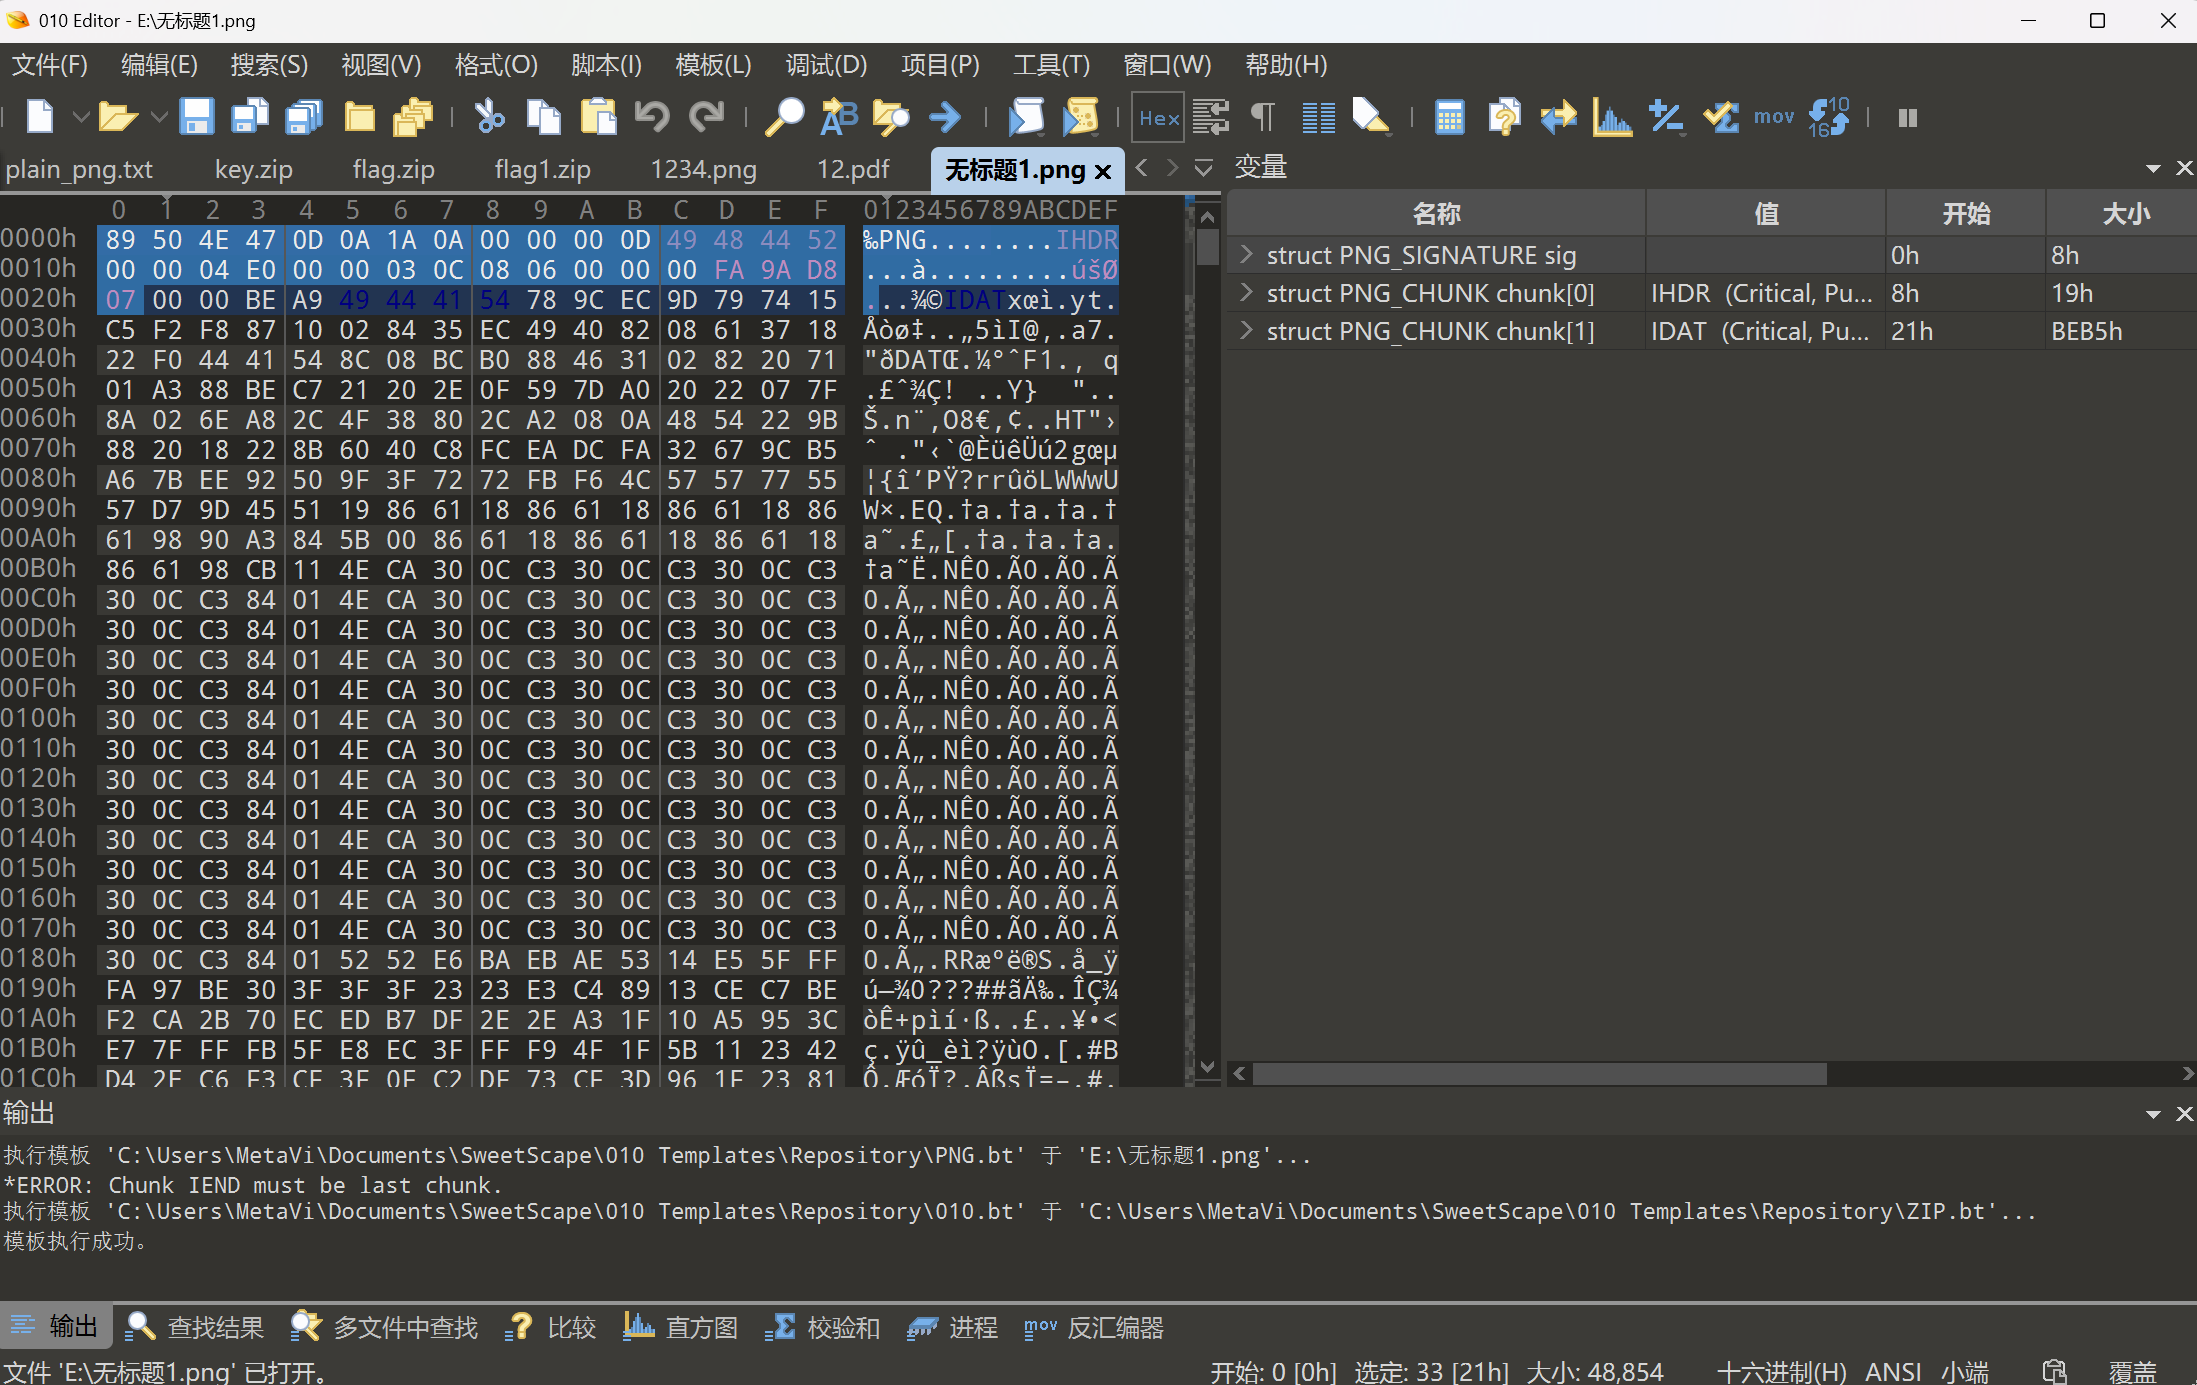 010 Editor - E:\无标题1.png
文件(F) 编辑(E) 搜索(S) 视图(V) 格式(O) 脚本(I) 模板(L) 调试(D) 项目(P) 工具(T) 窗口(W) 帮助(H)
Hex mov 10 16
plain_png.txt key.zip flag.zip flag1.zip 1234.png 12.pdf 无标题1.png 变量
0 1 2 3 4 5 6 7 8 9 A B C D E F 0123456789ABCDEF
0000h 89 50 4E 47 0D 0A 1A 0A 00 00 00 0D 49 48 44 52 ‰PNG........IHDR
0010h 00 00 04 E0 00 00 03 0C 08 06 00 00 00 FA 9A D8 ...à.........úšØ
0020h 07 00 00 BE A9 49 44 41 54 78 9C EC 9D 79 74 15 ...¾©IDATxœì.yt.
0030h C5 F2 F8 87 10 02 84 35 EC 49 40 82 08 61 37 18 Åòø‡..„5ìI@‚.a7.
0040h 22 F0 44 41 54 8C 08 BC B0 88 46 31 02 82 20 71 "ðDATŒ.¼°ˆF1.‚ q
0050h 01 A3 88 BE C7 21 20 2E 0F 59 7D A0 20 22 07 7F .£ˆ¾Ç! ..Y}  "..
0060h 8A 02 6E A8 2C 4F 38 80 2C A2 08 0A 48 54 22 9B Š.n¨,O8€,¢..HT"›
0070h 88 20 18 22 8B 60 40 C8 FC EA DC FA 32 67 9C B5 ˆ ."‹`@ÈüêÜú2gœµ
0080h A6 7B EE 92 50 9F 3F 72 72 FB F6 4C 57 57 77 55 ¦{î’PŸ?rrûöLWWwU
0090h 57 D7 9D 45 51 19 86 61 18 86 61 18 86 61 18 86 W×.EQ.†a.†a.†a.†
00A0h 61 98 90 A3 84 5B 00 86 61 18 86 61 18 86 61 18 a˜.£„[.†a.†a.†a.
00B0h 86 61 98 CB 11 4E CA 30 0C C3 30 0C C3 30 0C C3 †a˜Ë.NÊ0.Ã0.Ã0.Ã
00C0h 30 0C C3 84 01 4E CA 30 0C C3 30 0C C3 30 0C C3 0.Ã„.NÊ0.Ã0.Ã0.Ã
00D0h 30 0C C3 84 01 4E CA 30 0C C3 30 0C C3 30 0C C3 0.Ã„.NÊ0.Ã0.Ã0.Ã
00E0h 30 0C C3 84 01 4E CA 30 0C C3 30 0C C3 30 0C C3 0.Ã„.NÊ0.Ã0.Ã0.Ã
00F0h 30 0C C3 84 01 4E CA 30 0C C3 30 0C C3 30 0C C3 0.Ã„.NÊ0.Ã0.Ã0.Ã
0100h 30 0C C3 84 01 4E CA 30 0C C3 30 0C C3 30 0C C3 0.Ã„.NÊ0.Ã0.Ã0.Ã
0110h 30 0C C3 84 01 4E CA 30 0C C3 30 0C C3 30 0C C3 0.Ã„.NÊ0.Ã0.Ã0.Ã
0120h 30 0C C3 84 01 4E CA 30 0C C3 30 0C C3 30 0C C3 0.Ã„.NÊ0.Ã0.Ã0.Ã
0130h 30 0C C3 84 01 4E CA 30 0C C3 30 0C C3 30 0C C3 0.Ã„.NÊ0.Ã0.Ã0.Ã
0140h 30 0C C3 84 01 4E CA 30 0C C3 30 0C C3 30 0C C3 0.Ã„.NÊ0.Ã0.Ã0.Ã
0150h 30 0C C3 84 01 4E CA 30 0C C3 30 0C C3 30 0C C3 0.Ã„.NÊ0.Ã0.Ã0.Ã
0160h 30 0C C3 84 01 4E CA 30 0C C3 30 0C C3 30 0C C3 0.Ã„.NÊ0.Ã0.Ã0.Ã
0170h 30 0C C3 84 01 4E CA 30 0C C3 30 0C C3 30 0C C3 0.Ã„.NÊ0.Ã0.Ã0.Ã
0180h 30 0C C3 84 01 52 52 E6 BA EB AE 53 14 E5 5F FF 0.Ã„.RRæºë®S.å_ÿ
0190h FA 97 BE 30 3F 3F 3F 23 23 E3 C4 89 13 CE C7 BE ú—¾0???##ãÄ‰.ÎÇ¾
01A0h F2 CA 2B 70 EC ED B7 DF 2E 2E A3 1F 10 A5 95 3C òÊ+pìí·ß..£..¥•<
01B0h E7 7F FF FB 5F E8 EC 3F FF F9 4F 1F 5B 11 23 42 ç.ÿû_èì?ÿùO.[.#B
01C0h D4 2E C6 F3 CF 3F 0F C2 DF 73 CF 3D 96 1F 23 81 Ô.ÆóÏ?.ÂßsÏ=–.#.
名称 值 开始 大小
struct PNG_SIGNATURE sig 0h 8h
struct PNG_CHUNK chunk[0] IHDR (Critical, Pu... 8h 19h
struct PNG_CHUNK chunk[1] IDAT (Critical, Pu... 21h BEB5h
输出
执行模板 'C:\Users\MetaVi\Documents\SweetScape\010 Templates\Repository\PNG.bt' 于 'E:\无标题1.png'...
*ERROR: Chunk IEND must be last chunk.
执行模板 'C:\Users\MetaVi\Documents\SweetScape\010 Templates\Repository\010.bt' 于 'C:\Users\MetaVi\Documents\SweetScape\010 Templates\Repository\ZIP.bt'...
模板执行成功。
输出 查找结果 多文件中查找 比较 直方图 校验和 进程 mov 反汇编器
文件 'E:\无标题1.png' 已打开。 开始: 0 [0h] 选定: 33 [21h] 大小: 48,854 十六进制(H) ANSI 小端 覆盖